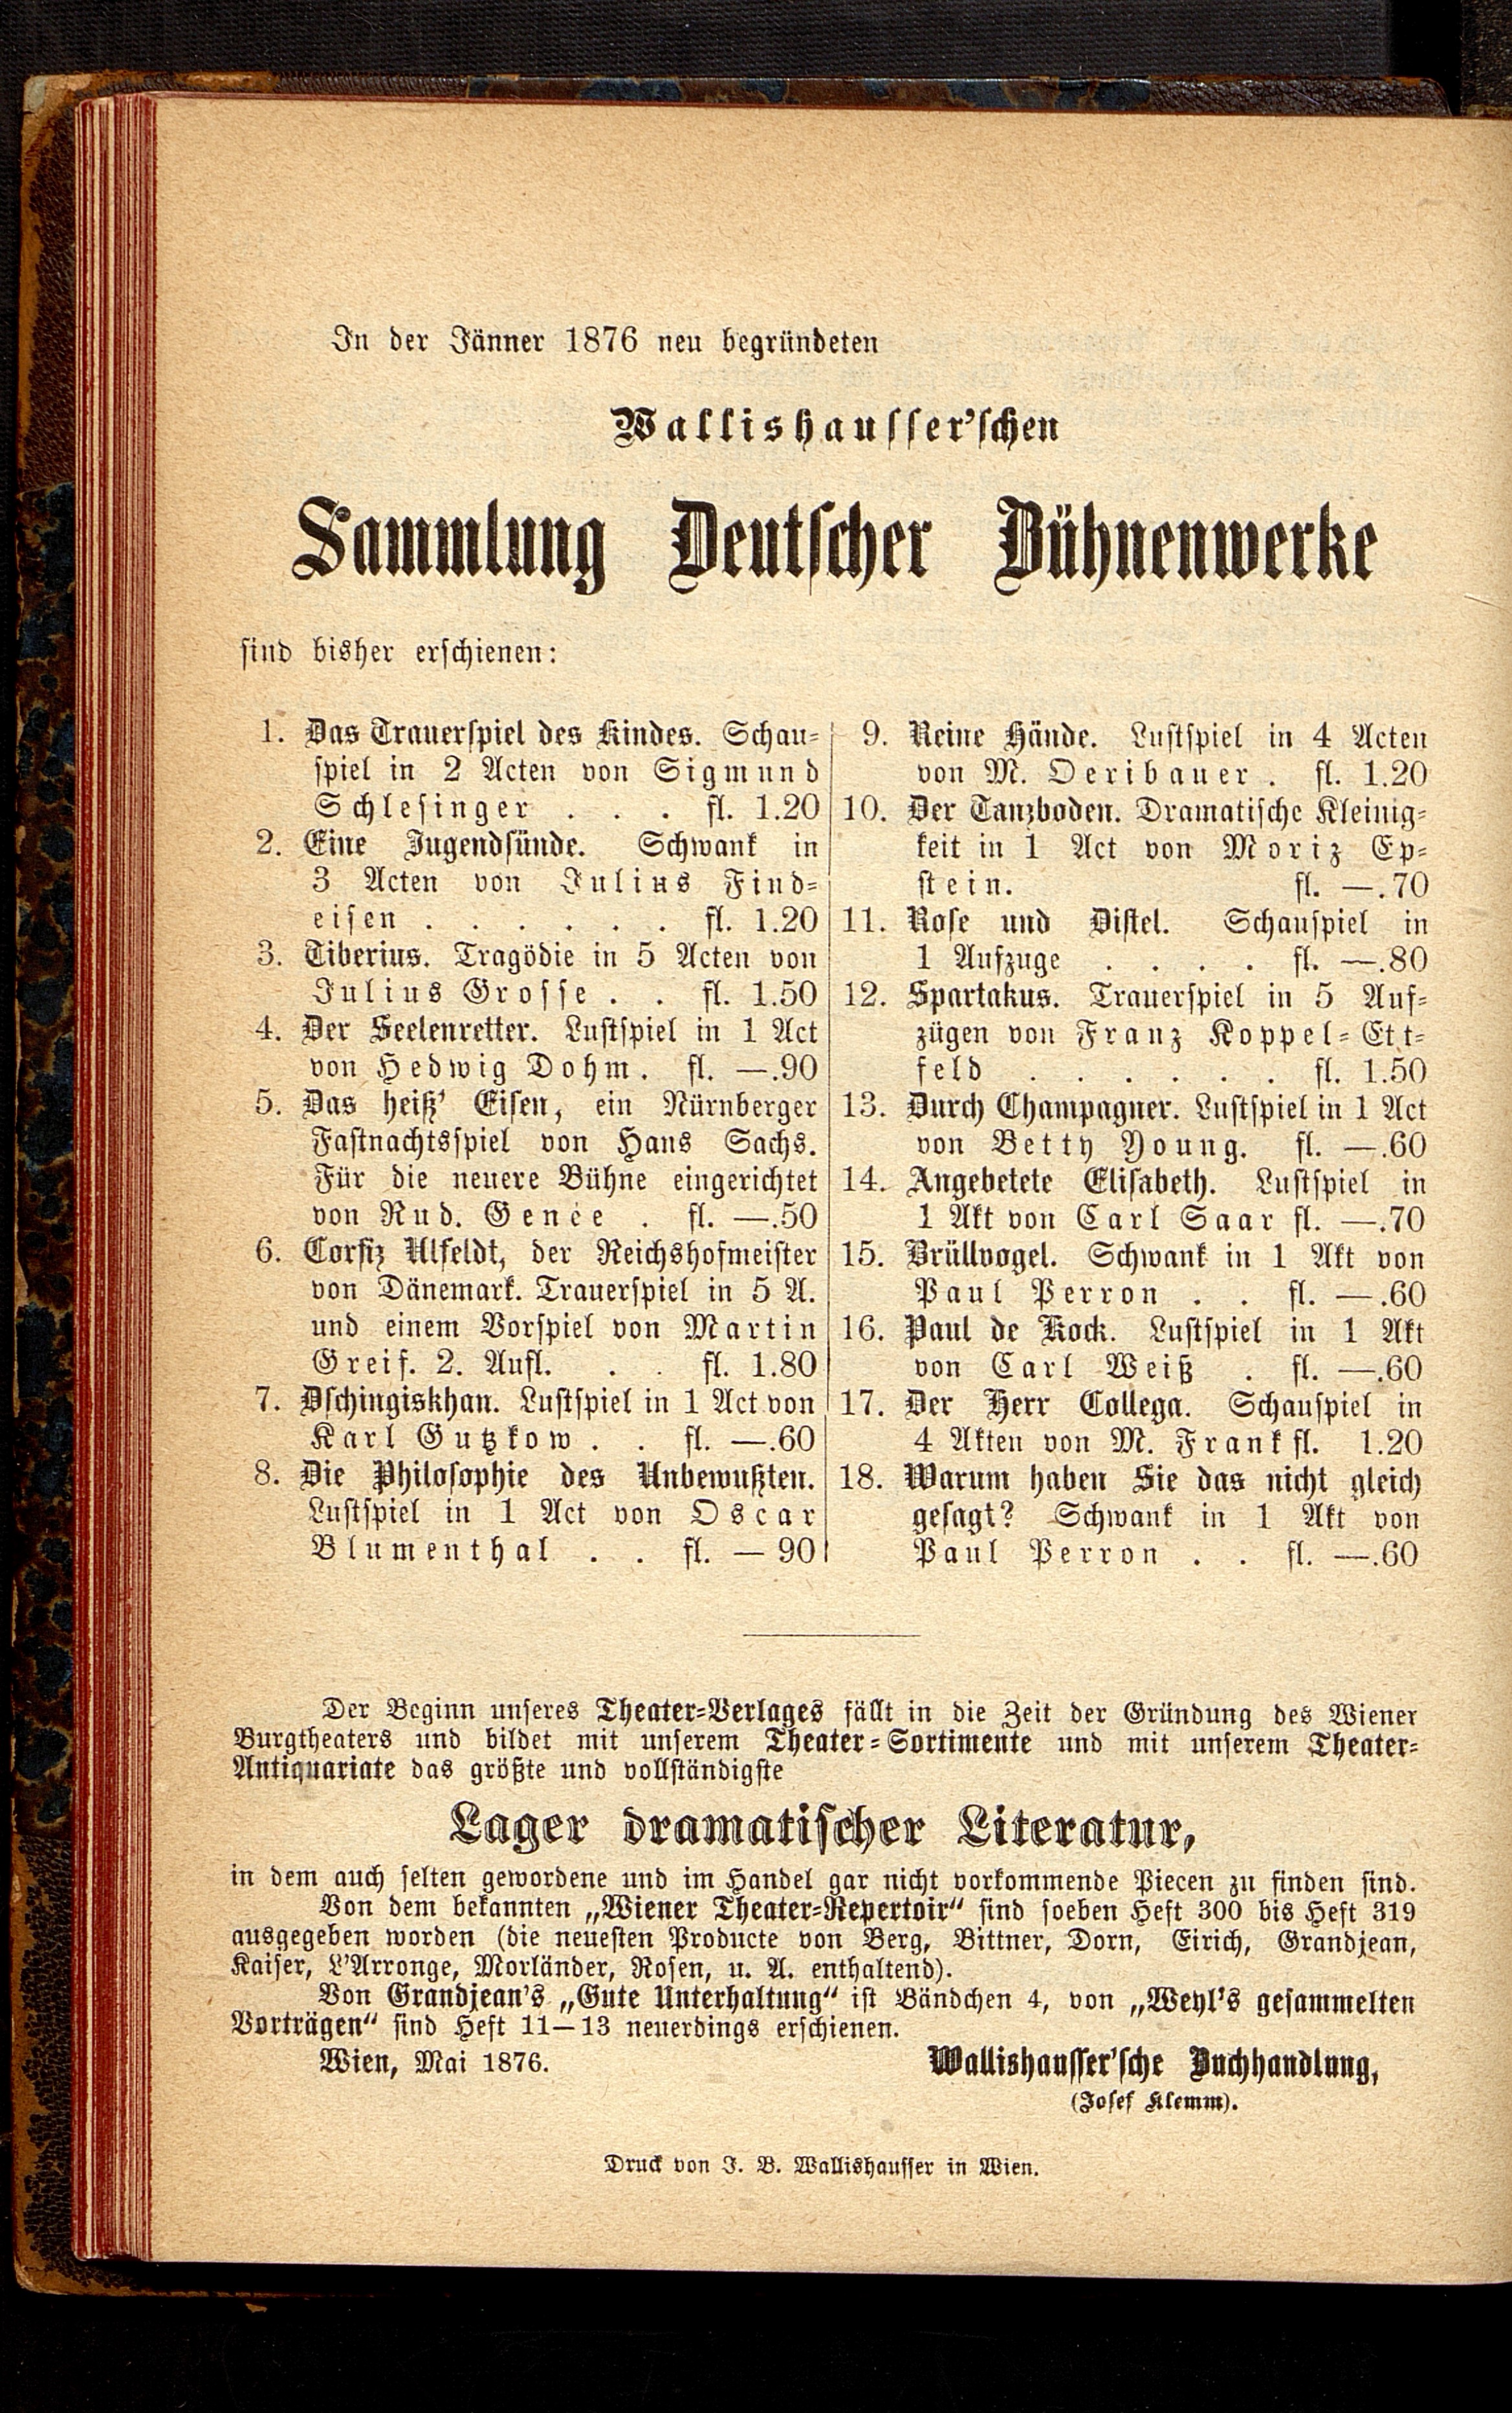 In der Jänner 1876 neu begründeten
Wallishausser'schen
Sammlung Deutscher Bühnenwerke
sind bisher erschienen:
1. Das Trauerspiel des Kindes. Schau-
spiel in 2 Acten von Sigmund
Schlesinger . . . fl. 1.20
2. Eine Jugendsünde. Schwank in
3 Acten von Julius Find-
eisen . . . . . . fl. 1.20
3. Tiberius. Tragödie in 5 Acten von
Julius Grosse . . fl. 1.50
4. Der Seelenretter. Lustspiel in 1 Act
von Hedwig Dohm. fl. —.90
5. Das heiß' Eisen, ein Nürnberger
Fastnachtsspiel von Hans Sachs.
Für die neuere Bühne eingerichtet
von Rud. Genée . fl. —.50
6. Corfiz Ulfeldt, der Reichshofmeister
von Dänemark. Trauerspiel in 5 A.
und einem Vorspiel von Martin
Greif. 2. Aufl. . . fl. 1.80
7. Dschingiskhan. Lustspiel in 1 Act von
Karl Gutzkow . . fl. —.60
8. Die Philosophie des Unbewußten.
Lustspiel in 1 Act von Oscar
Blumenthal . . fl. — 90
9. Reine Hände. Lustspiel in 4 Acten
von M. Oeribauer . fl. 1.20
10. Der Tanzboden. Dramatische Kleinig-
keit in 1 Act von Moriz Ep-
stein. fl. —.70
11. Rose und Distel. Schauspiel in
1 Aufzuge . . . . fl. —.80
12. Spartakus. Trauerspiel in 5 Auf-
zügen von Franz Koppel-Ett-
feld . . . . . . fl. 1.50
13. Durch Champagner. Lustspiel in 1 Act
von Betty Young. fl. —.60
14. Angebetete Elisabeth. Lustspiel in
1 Akt von Carl Saar fl. —.70
15. Brüllvogel. Schwank in 1 Akt von
Paul Perron . . fl. —.60
16. Paul de Kock. Lustspiel in 1 Akt
von Carl Weiß . fl. —.60
17. Der Herr Collega. Schauspiel in
4 Akten von M. Frank fl. 1.20
18. Warum haben Sie das nicht gleich
gesagt? Schwank in 1 Akt von
Paul Perron . . fl. —.60
Der Beginn unseres Theater-Verlages fällt in die Zeit der Gründung des Wiener
Burgtheaters und bildet mit unserem Theater-Sortimente und mit unserem Theater-
Antiquariate das größte und vollständigste
Lager dramatischer Literatur,
in dem auch selten gewordene und im Handel gar nicht vorkommende Piecen zu finden sind.
Von dem bekannten „Wiener Theater-Repertoir“ sind soeben Heft 300 bis Heft 319
ausgegeben worden (die neuesten Producte von Berg, Bittner, Dorn, Eirich, Grandjean,
Kaiser, L'Arronge, Morländer, Rosen, u. A. enthaltend).
Von Grandjean's „Gute Unterhaltung“ ist Bändchen 4, von „Weyl's gesammelten
Vorträgen“ sind Heft 11—13 neuerdings erschienen.
Wien, Mai 1876. Wallishausser'sche Buchhandlung,
(Josef Klemm).
Druck von J. B. Wallishausser in Wien.